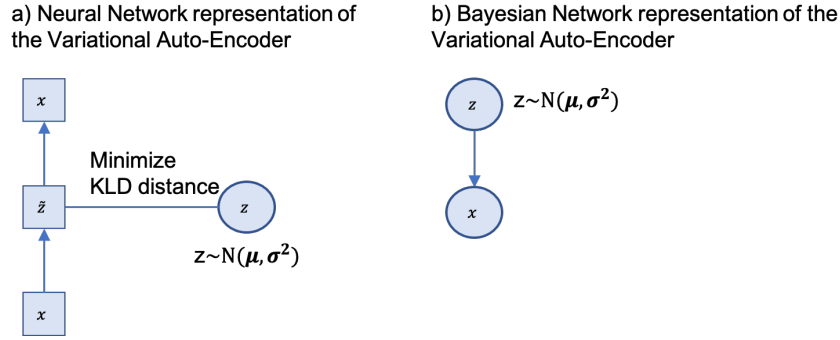 a) Neural Network representation of
the Variational Auto-Encoder
x
Minimize
KLD distance
z̃
z
z~N(μ, σ²)
x
b) Bayesian Network representation of the
Variational Auto-Encoder
z
z~N(μ, σ²)
x